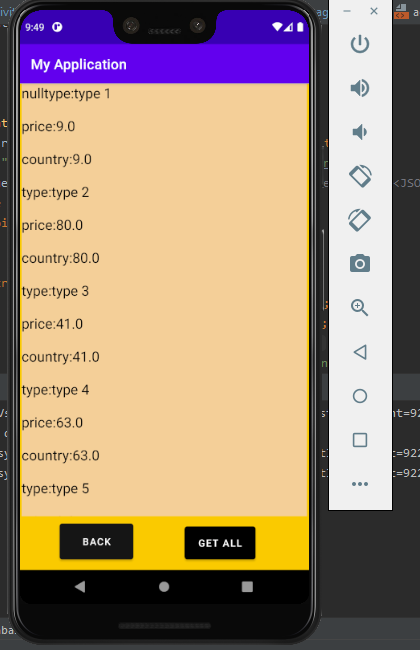 9:49
My Application
nulltype:type 1
price:9.0
country:9.0
type:type 2
price:80.0
country:80.0
type:type 3
price:41.0
country:41.0
type:type 4
price:63.0
country:63.0
type:type 5
BACK
GET ALL
<JSO